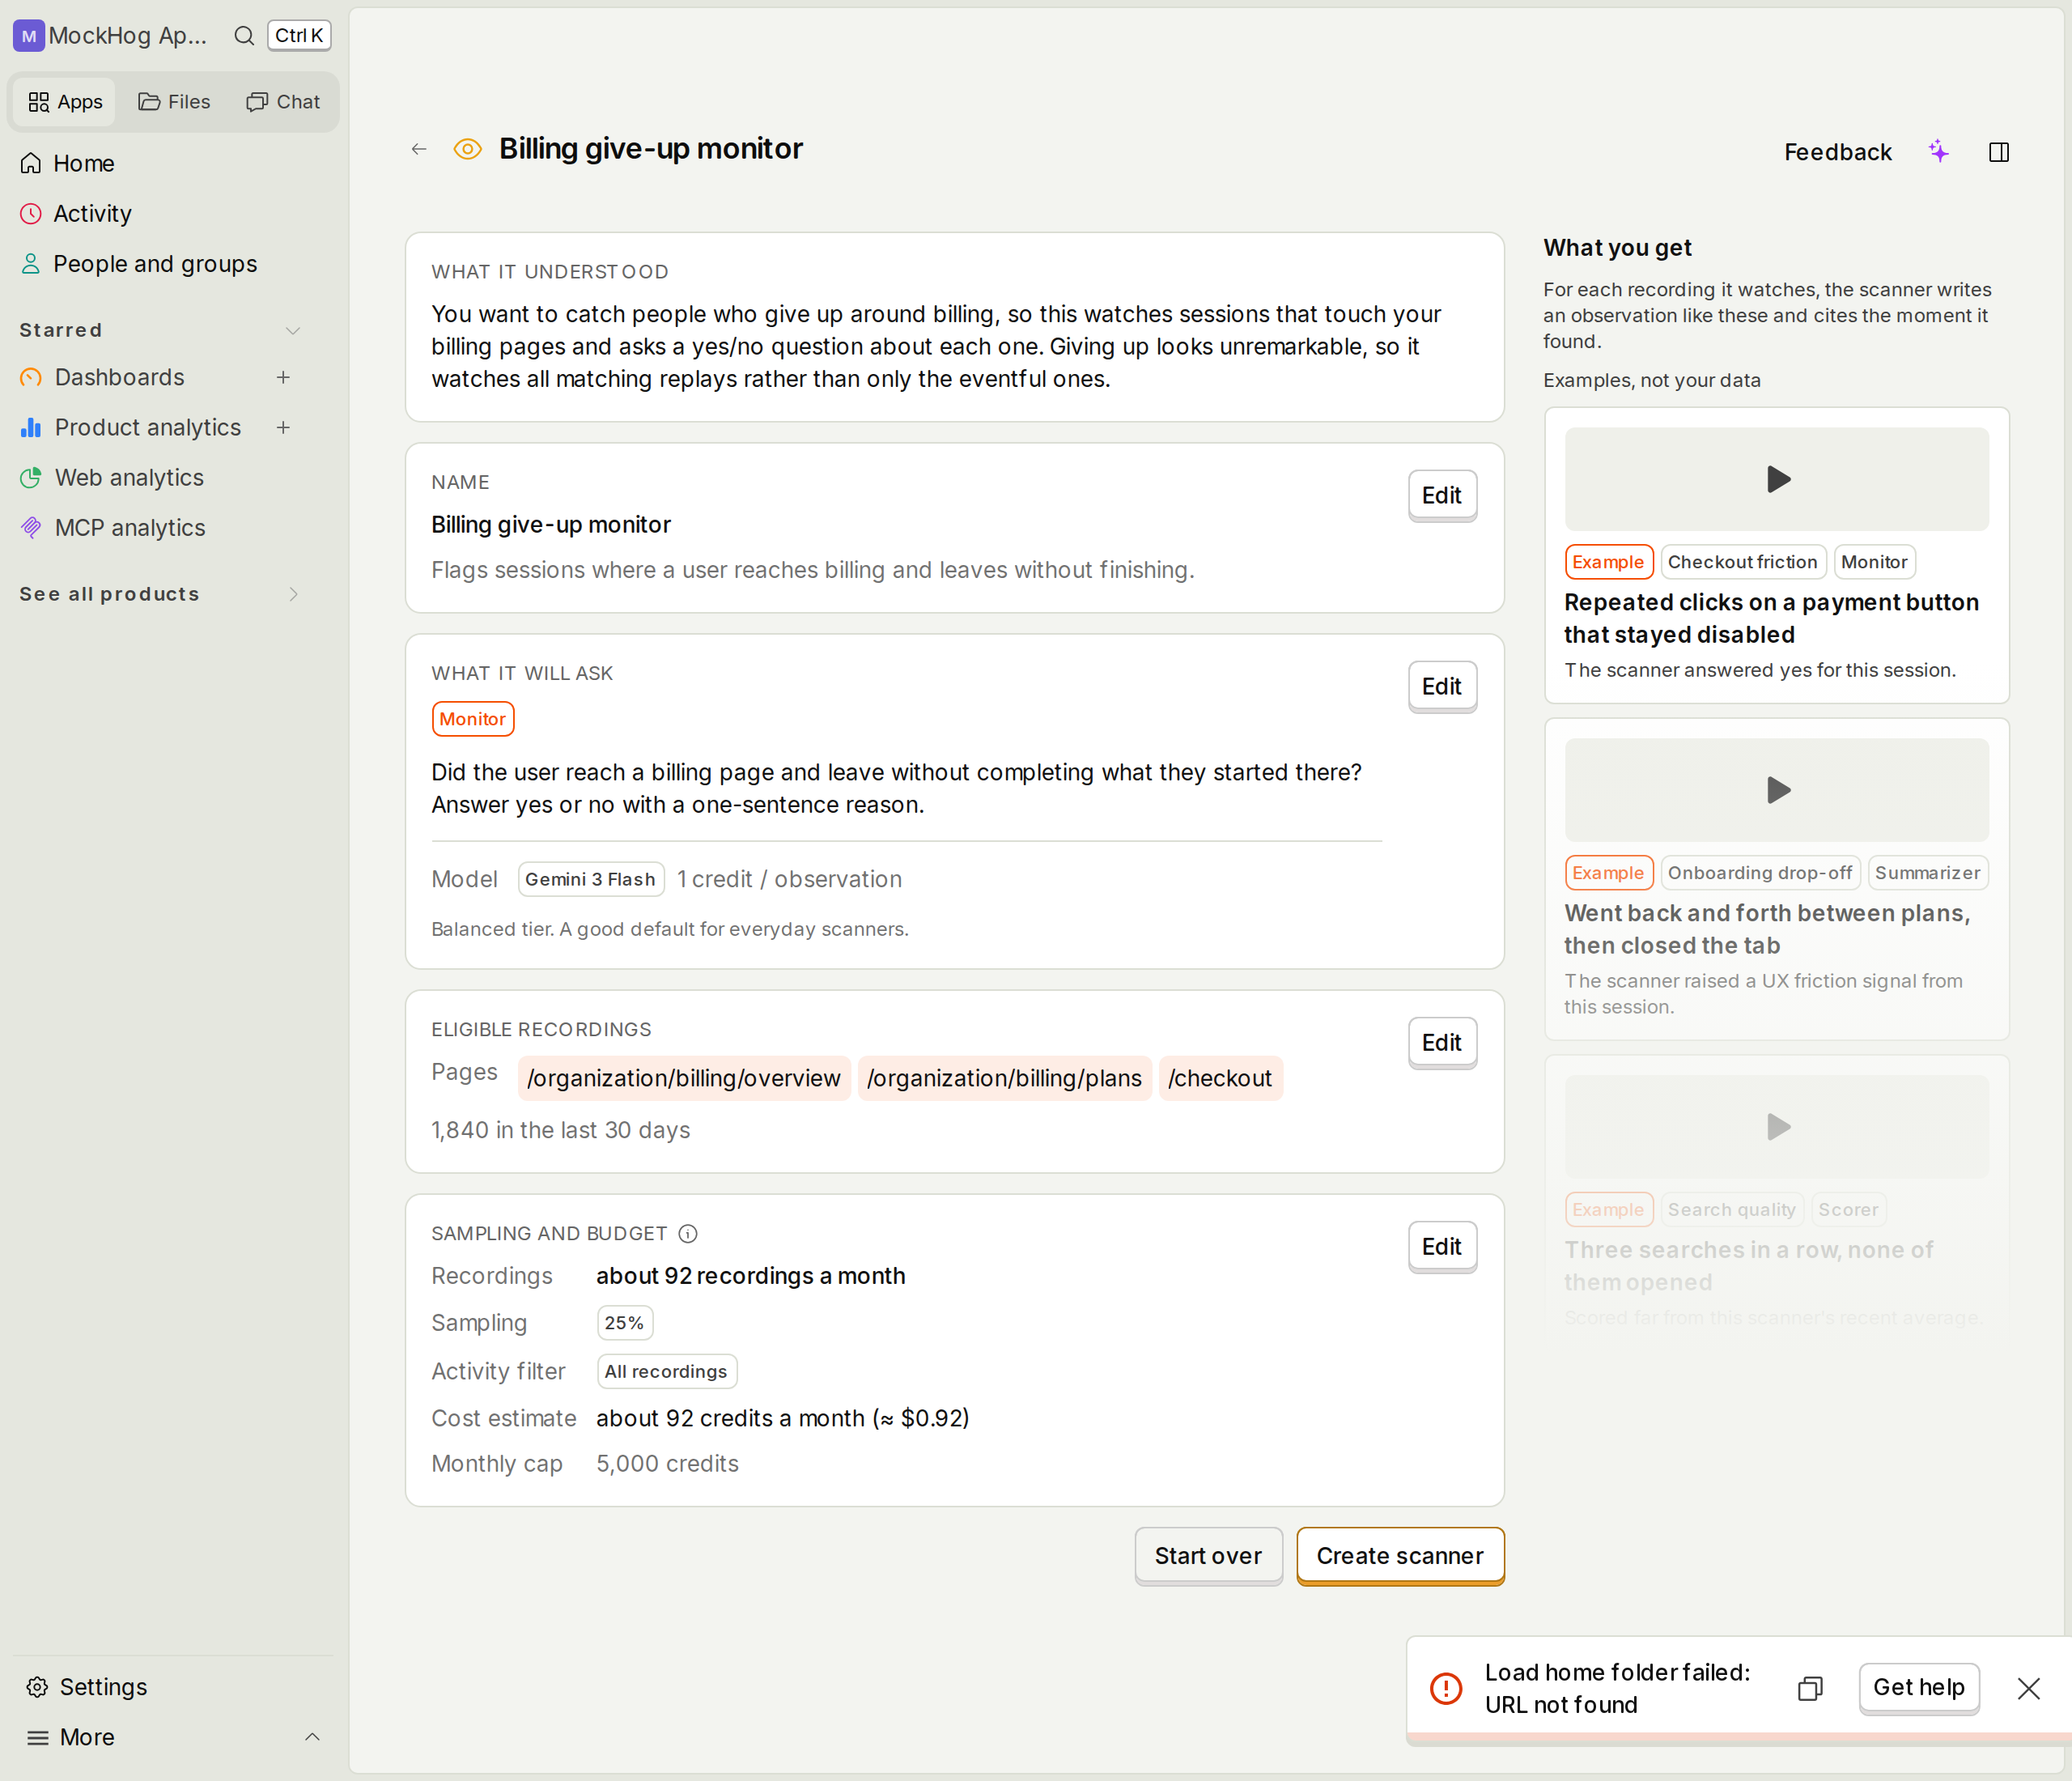 M MockHog Ap... Ctrl K
Apps Files Chat
Home
Activity
People and groups
Starred
Dashboards
Product analytics
Web analytics
MCP analytics
See all products
Settings
More
Billing give-up monitor
Feedback
WHAT IT UNDERSTOOD
You want to catch people who give up around billing, so this watches sessions that touch your
billing pages and asks a yes/no question about each one. Giving up looks unremarkable, so it
watches all matching replays rather than only the eventful ones.
NAME
Edit
Billing give-up monitor
Flags sessions where a user reaches billing and leaves without finishing.
WHAT IT WILL ASK
Edit
Monitor
Did the user reach a billing page and leave without completing what they started there?
Answer yes or no with a one-sentence reason.
Model Gemini 3 Flash 1 credit / observation
Balanced tier. A good default for everyday scanners.
ELIGIBLE RECORDINGS
Edit
Pages /organization/billing/overview /organization/billing/plans /checkout
1,840 in the last 30 days
SAMPLING AND BUDGET
Edit
Recordings about 92 recordings a month
Sampling 25%
Activity filter All recordings
Cost estimate about 92 credits a month (≈ $0.92)
Monthly cap 5,000 credits
Start over Create scanner
What you get
For each recording it watches, the scanner writes
an observation like these and cites the moment it
found.
Examples, not your data
Example Checkout friction Monitor
Repeated clicks on a payment button
that stayed disabled
The scanner answered yes for this session.
Example Onboarding drop-off Summarizer
Went back and forth between plans,
then closed the tab
The scanner raised a UX friction signal from
this session.
Example Search quality Scorer
Three searches in a row, none of
them opened
Scored far from this scanner's recent average.
Load home folder failed:
URL not found
Get help